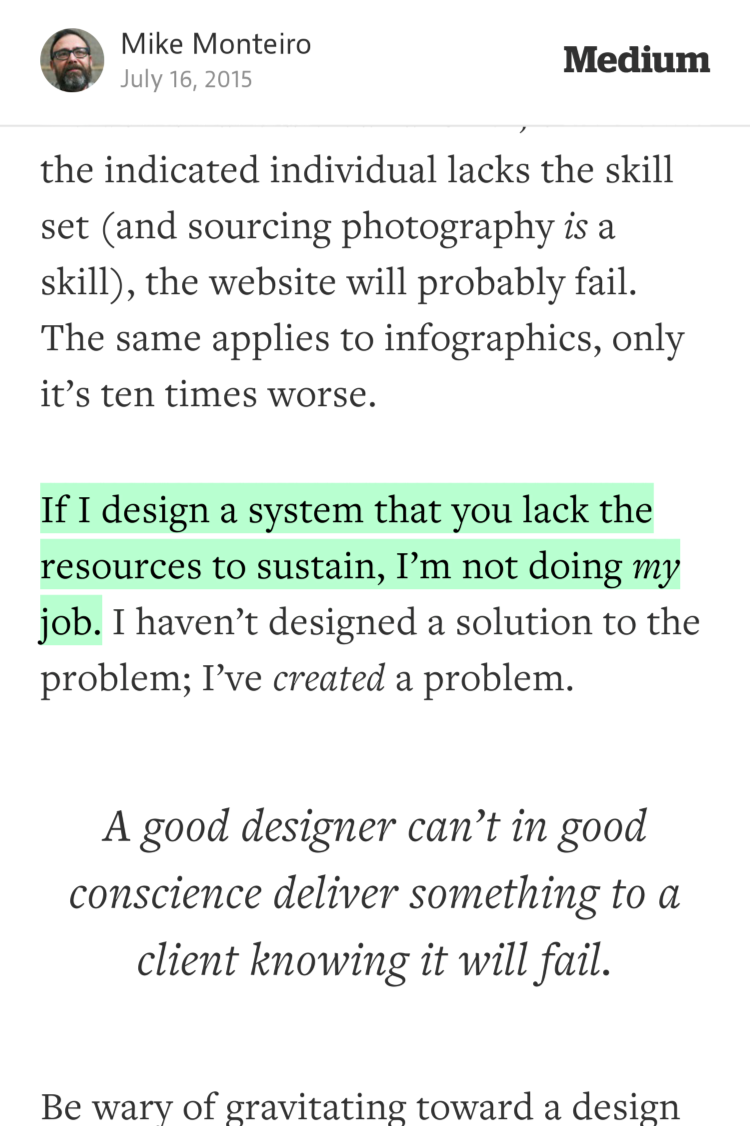 Mike Monteiro
July 16, 2015
Medium
the indicated individual lacks the skill
set (and sourcing photography is a
skill), the website will probably fail.
The same applies to infographics, only
it’s ten times worse.
If I design a system that you lack the
resources to sustain, I’m not doing my
job. I haven’t designed a solution to the
problem; I’ve created a problem.
A good designer can’t in good
conscience deliver something to a
client knowing it will fail.
Be wary of gravitating toward a design